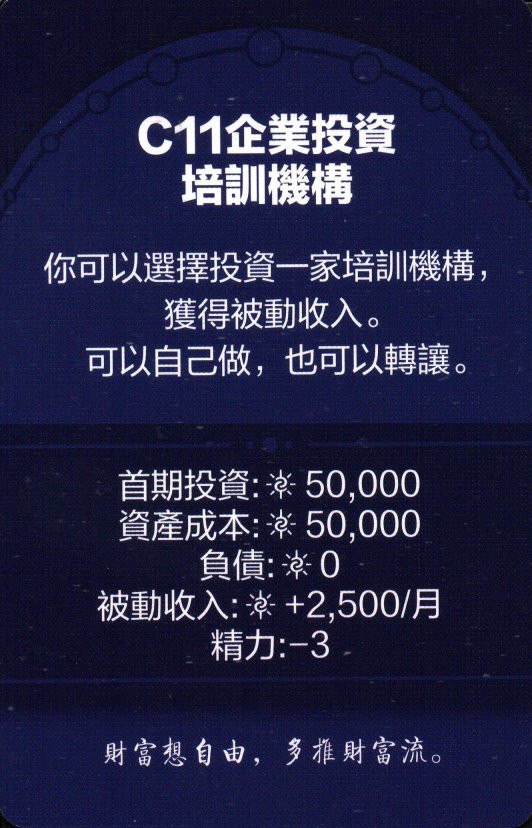 C11企業投資
培訓機構
你可以選擇投資一家培訓機構，
獲得被動收入。
可以自己做，也可以轉讓。
首期投資: 50,000
資產成本: 50,000
負債: 0
被動收入: +2,500/月
精力:-3
財富想自由，多推財富流。